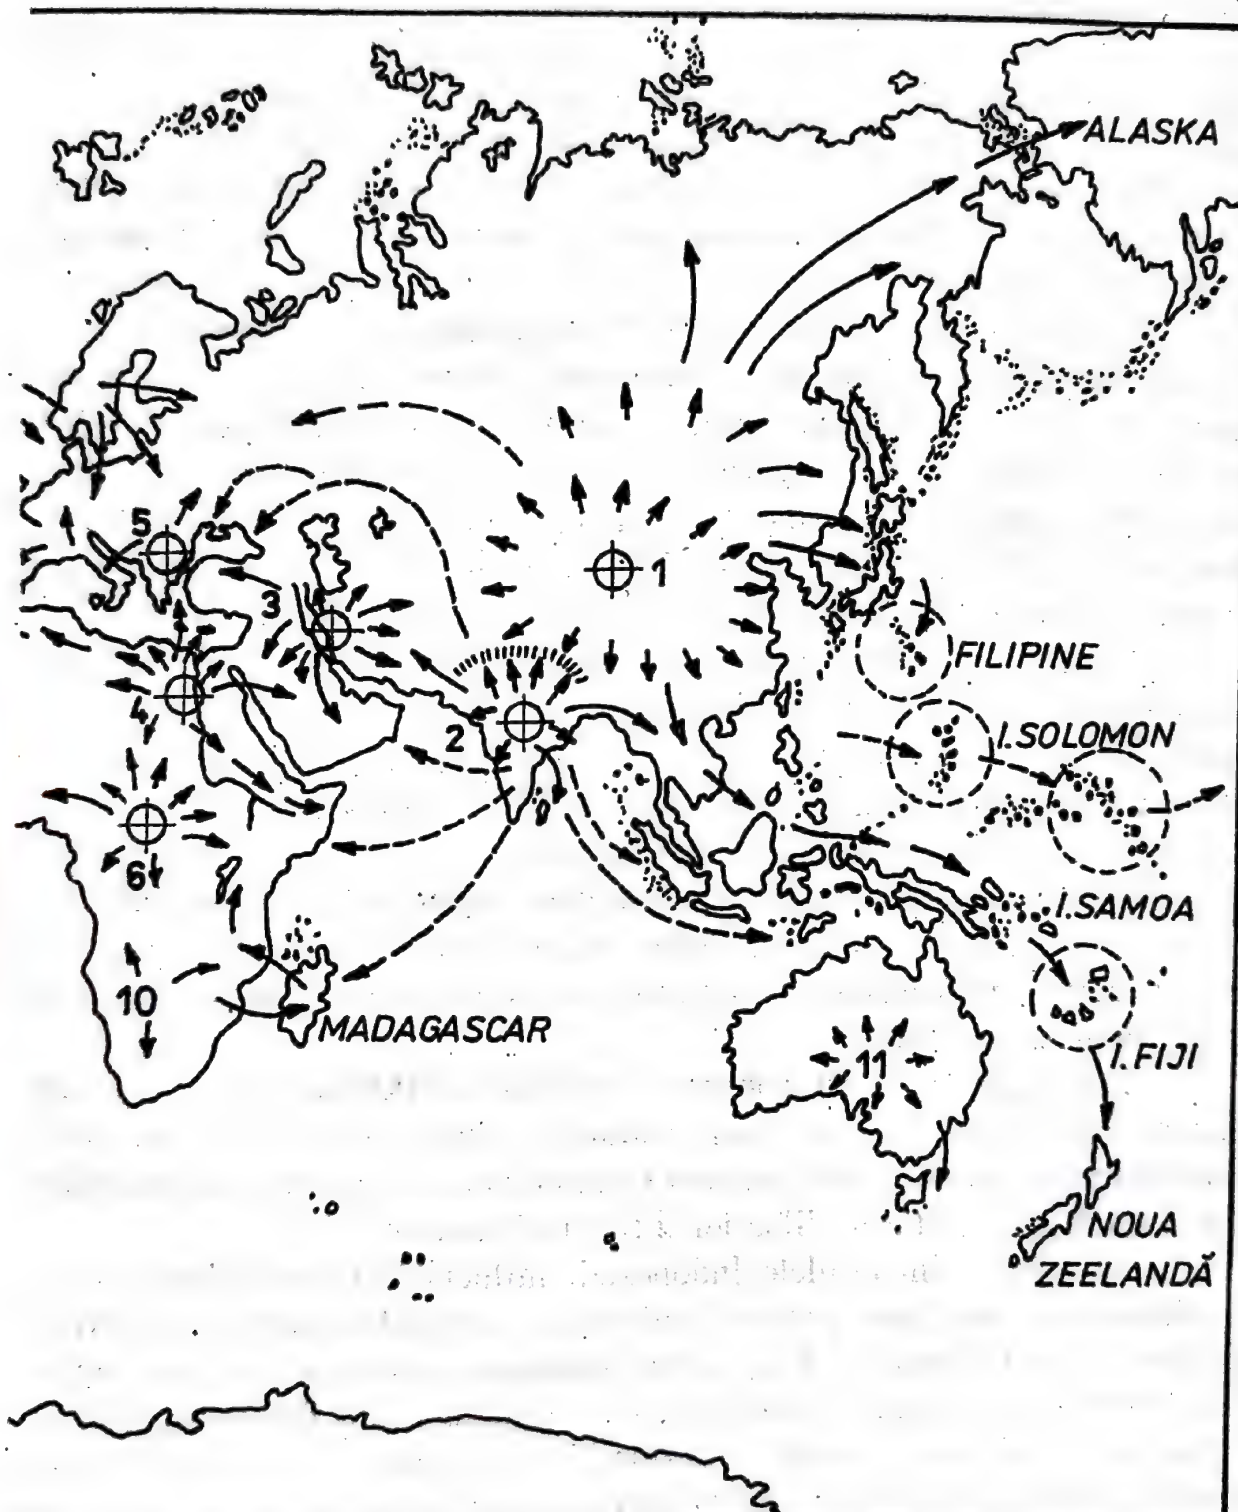 ALASKA
5
1
3
FILIPINE
4
2
I.SOLOMON
6
I.SAMOA
10
MADAGASCAR
11
I.FIJI
NOUA
ZEELANDĂ